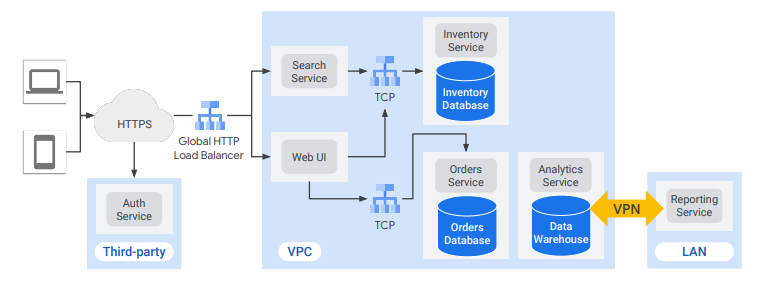 HTTPS
Auth
Service
Third-party
Global HTTP
Load Balancer
Search
Service
Web UI
TCP
TCP
Inventory
Service
Inventory
Database
Orders
Service
Orders
Database
Analytics
Service
Data
Warehouse
VPC
VPN
Reporting
Service
LAN